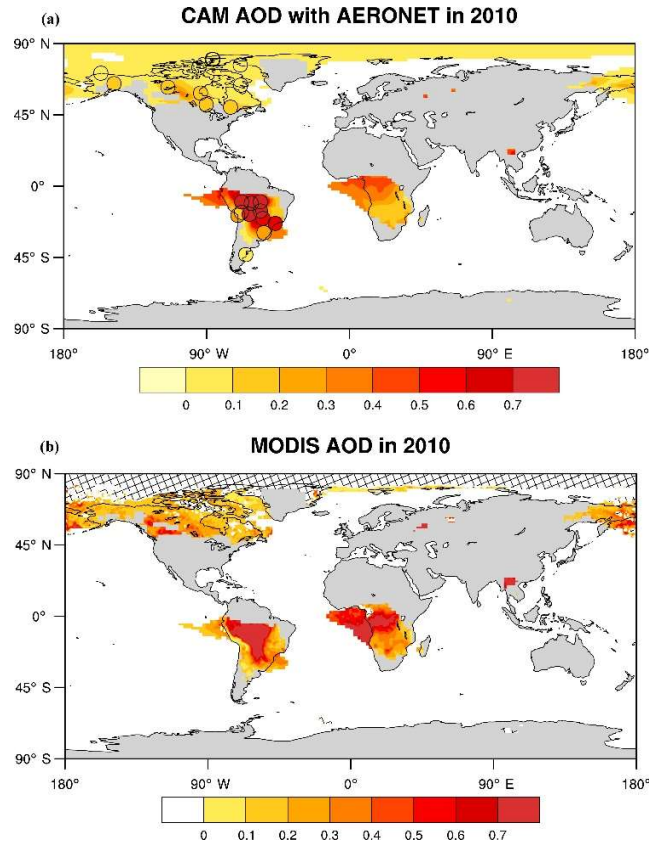 (a) CAM AOD with AERONET in 2010
90° N
45° N
0°
45° S
90° S
180° 90° W 0° 90° E 180°
0 0.1 0.2 0.3 0.4 0.5 0.6 0.7
(b) MODIS AOD in 2010
90° N
45° N
0°
45° S
90° S
180° 90° W 0° 90° E 180°
0 0.1 0.2 0.3 0.4 0.5 0.6 0.7